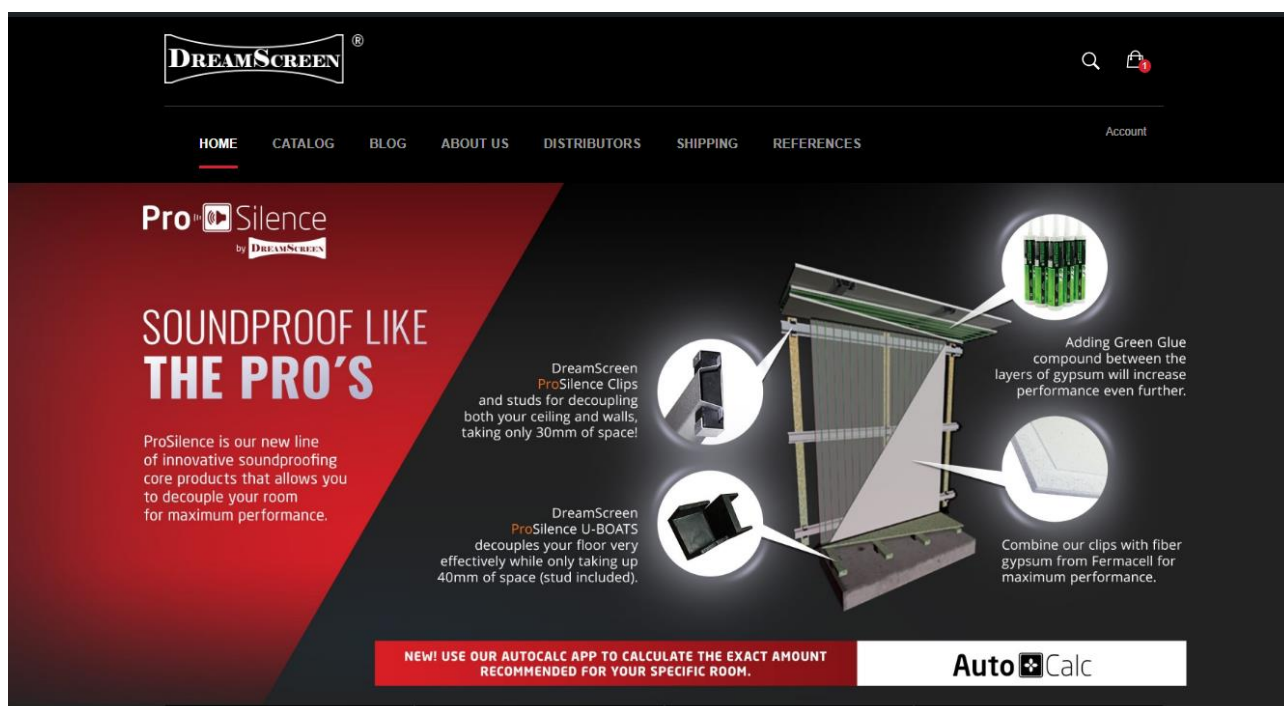 DREAMSCREEN ®
1
HOME CATALOG BLOG ABOUT US DISTRIBUTORS SHIPPING REFERENCES
Account
Pro Silence
by DREAMSCREEN
SOUNDPROOF LIKE
THE PRO´S
ProSilence is our new line
of innovative soundproofing
core products that allows you
to decouple your room
for maximum performance.
DreamScreen
ProSilence Clips
and studs for decoupling
both your ceiling and walls,
taking only 30mm of space!
DreamScreen
ProSilence U-BOATS
decouples your floor very
effectively while only taking up
40mm of space (stud included).
Adding Green Glue
compound between the
layers of gypsum will increase
performance even further.
Combine our clips with fiber
gypsum from Fermacell for
maximum performance.
NEW! USE OUR AUTOCALC APP TO CALCULATE THE EXACT AMOUNT
RECOMMENDED FOR YOUR SPECIFIC ROOM.
Auto Calc